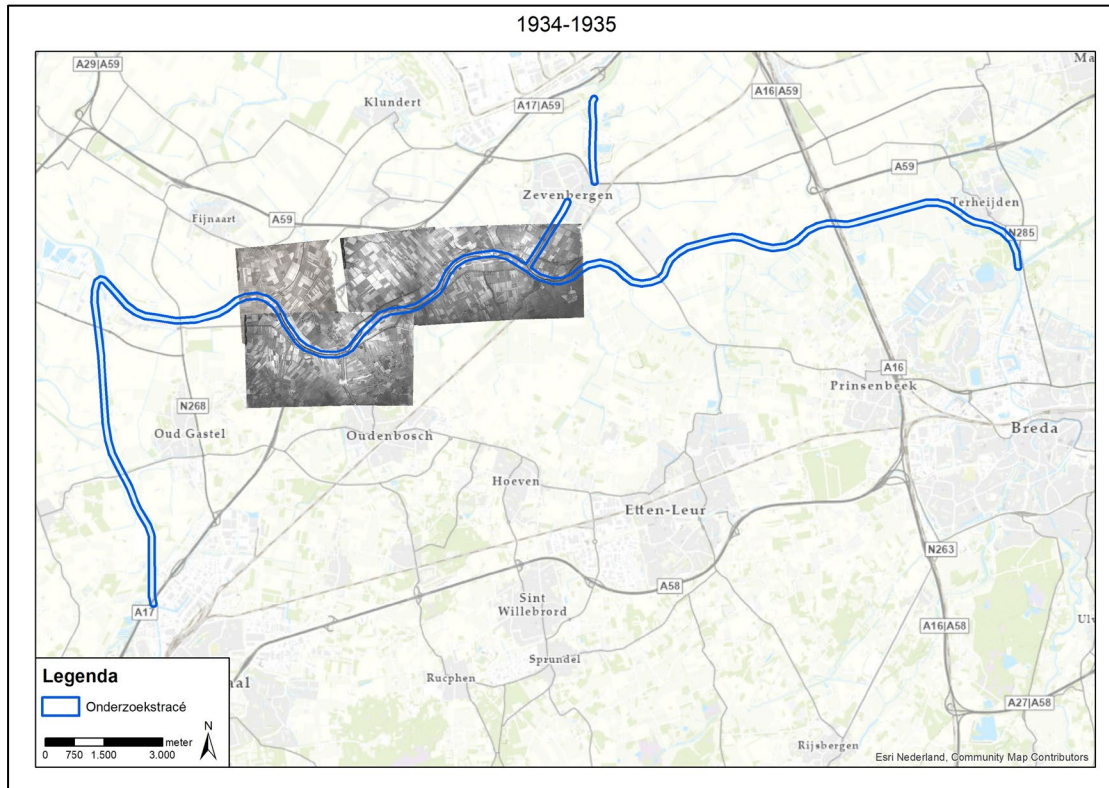 1934-1935
A29|A59
Klundert
A17|A59
A16|A59
Ma
A59
Zevenbergen
Terheijden
Fijnaart
A59
N285
A16
Prinsenbeek
N268
Oud Gastel
Oudenbosch
Breda
Hoeven
Etten-Leur
N263
A58
Sint
Willebrord
A17
A16|A58
Ulv
Sprundel
Rucphen
aal
A27|A58
Rijsbergen
Legenda
Onderzoekstracé
N
meter
0 750 1.500 3.000
Esri Nederland, Community Map Contributors